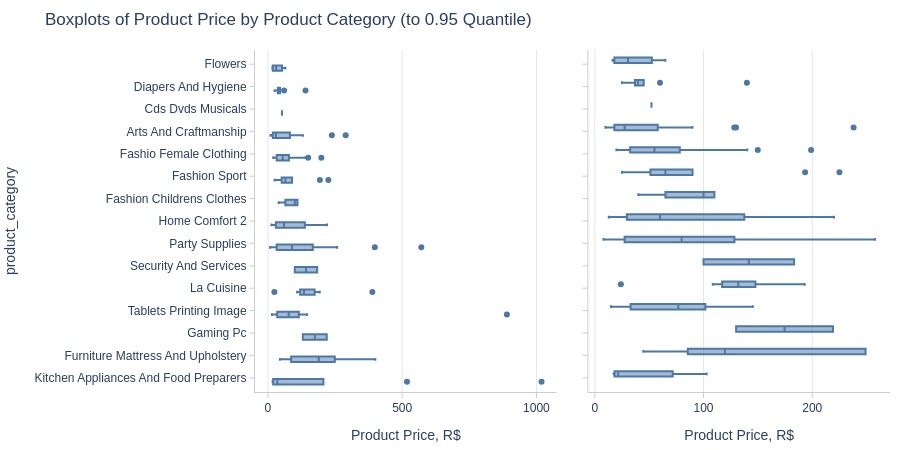 Boxplots of Product Price by Product Category (to 0.95 Quantile)
product_category
Flowers
Diapers And Hygiene
Cds Dvds Musicals
Arts And Craftmanship
Fashio Female Clothing
Fashion Sport
Fashion Childrens Clothes
Home Comfort 2
Party Supplies
Security And Services
La Cuisine
Tablets Printing Image
Gaming Pc
Furniture Mattress And Upholstery
Kitchen Appliances And Food Preparers
0 500 1000 0 100 200
Product Price, R$ Product Price, R$